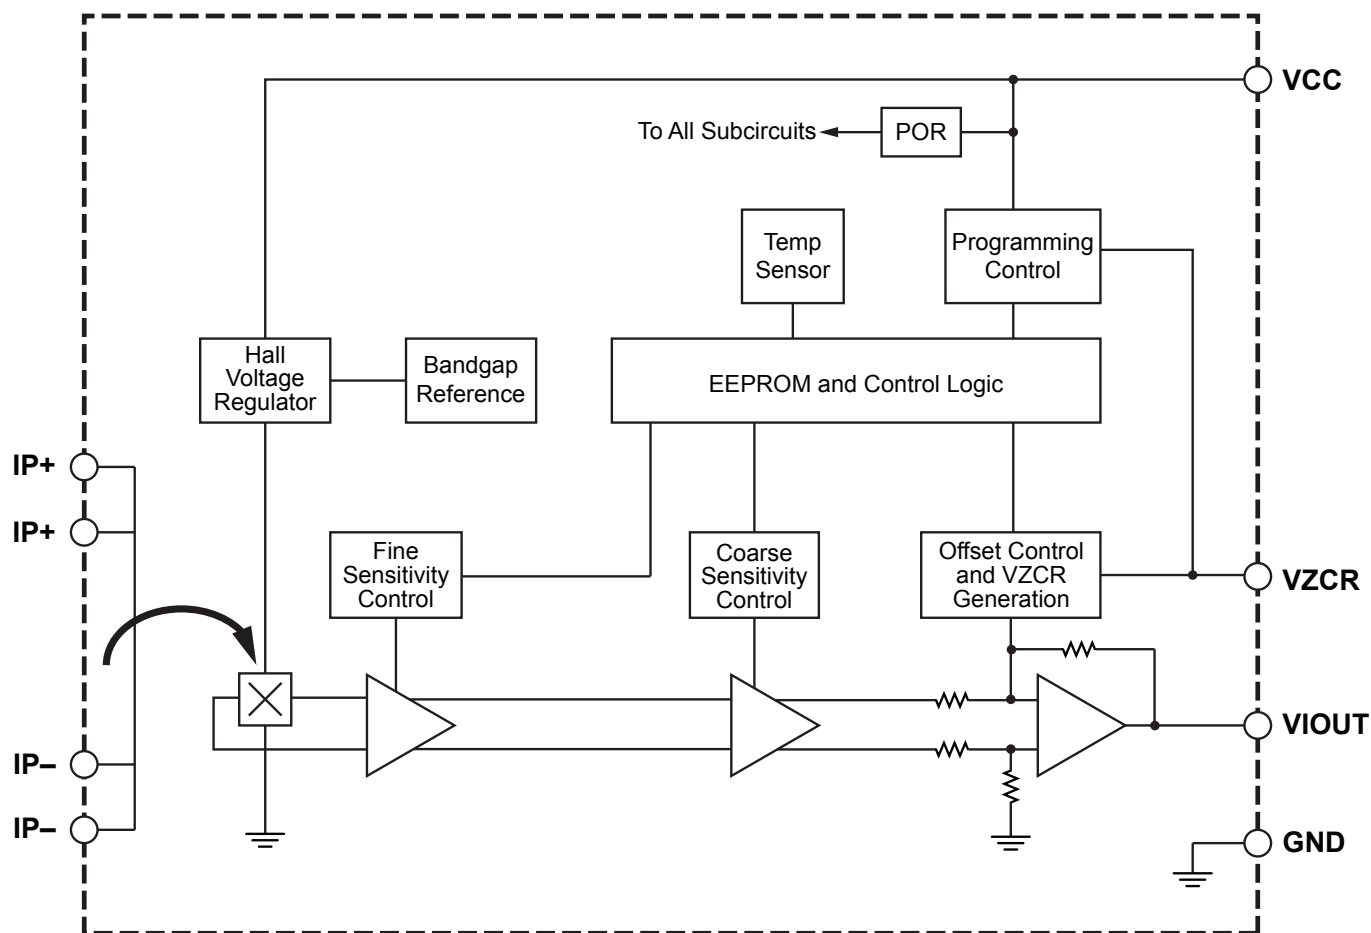 VCC
To All Subcircuits
POR
Temp
Sensor
Programming
Control
Hall
Voltage
Regulator
Bandgap
Reference
EEPROM and Control Logic
IP+
IP+
Fine
Sensitivity
Control
Coarse
Sensitivity
Control
Offset Control
and VZCR
Generation
VZCR
VIOUT
IP–
IP–
GND